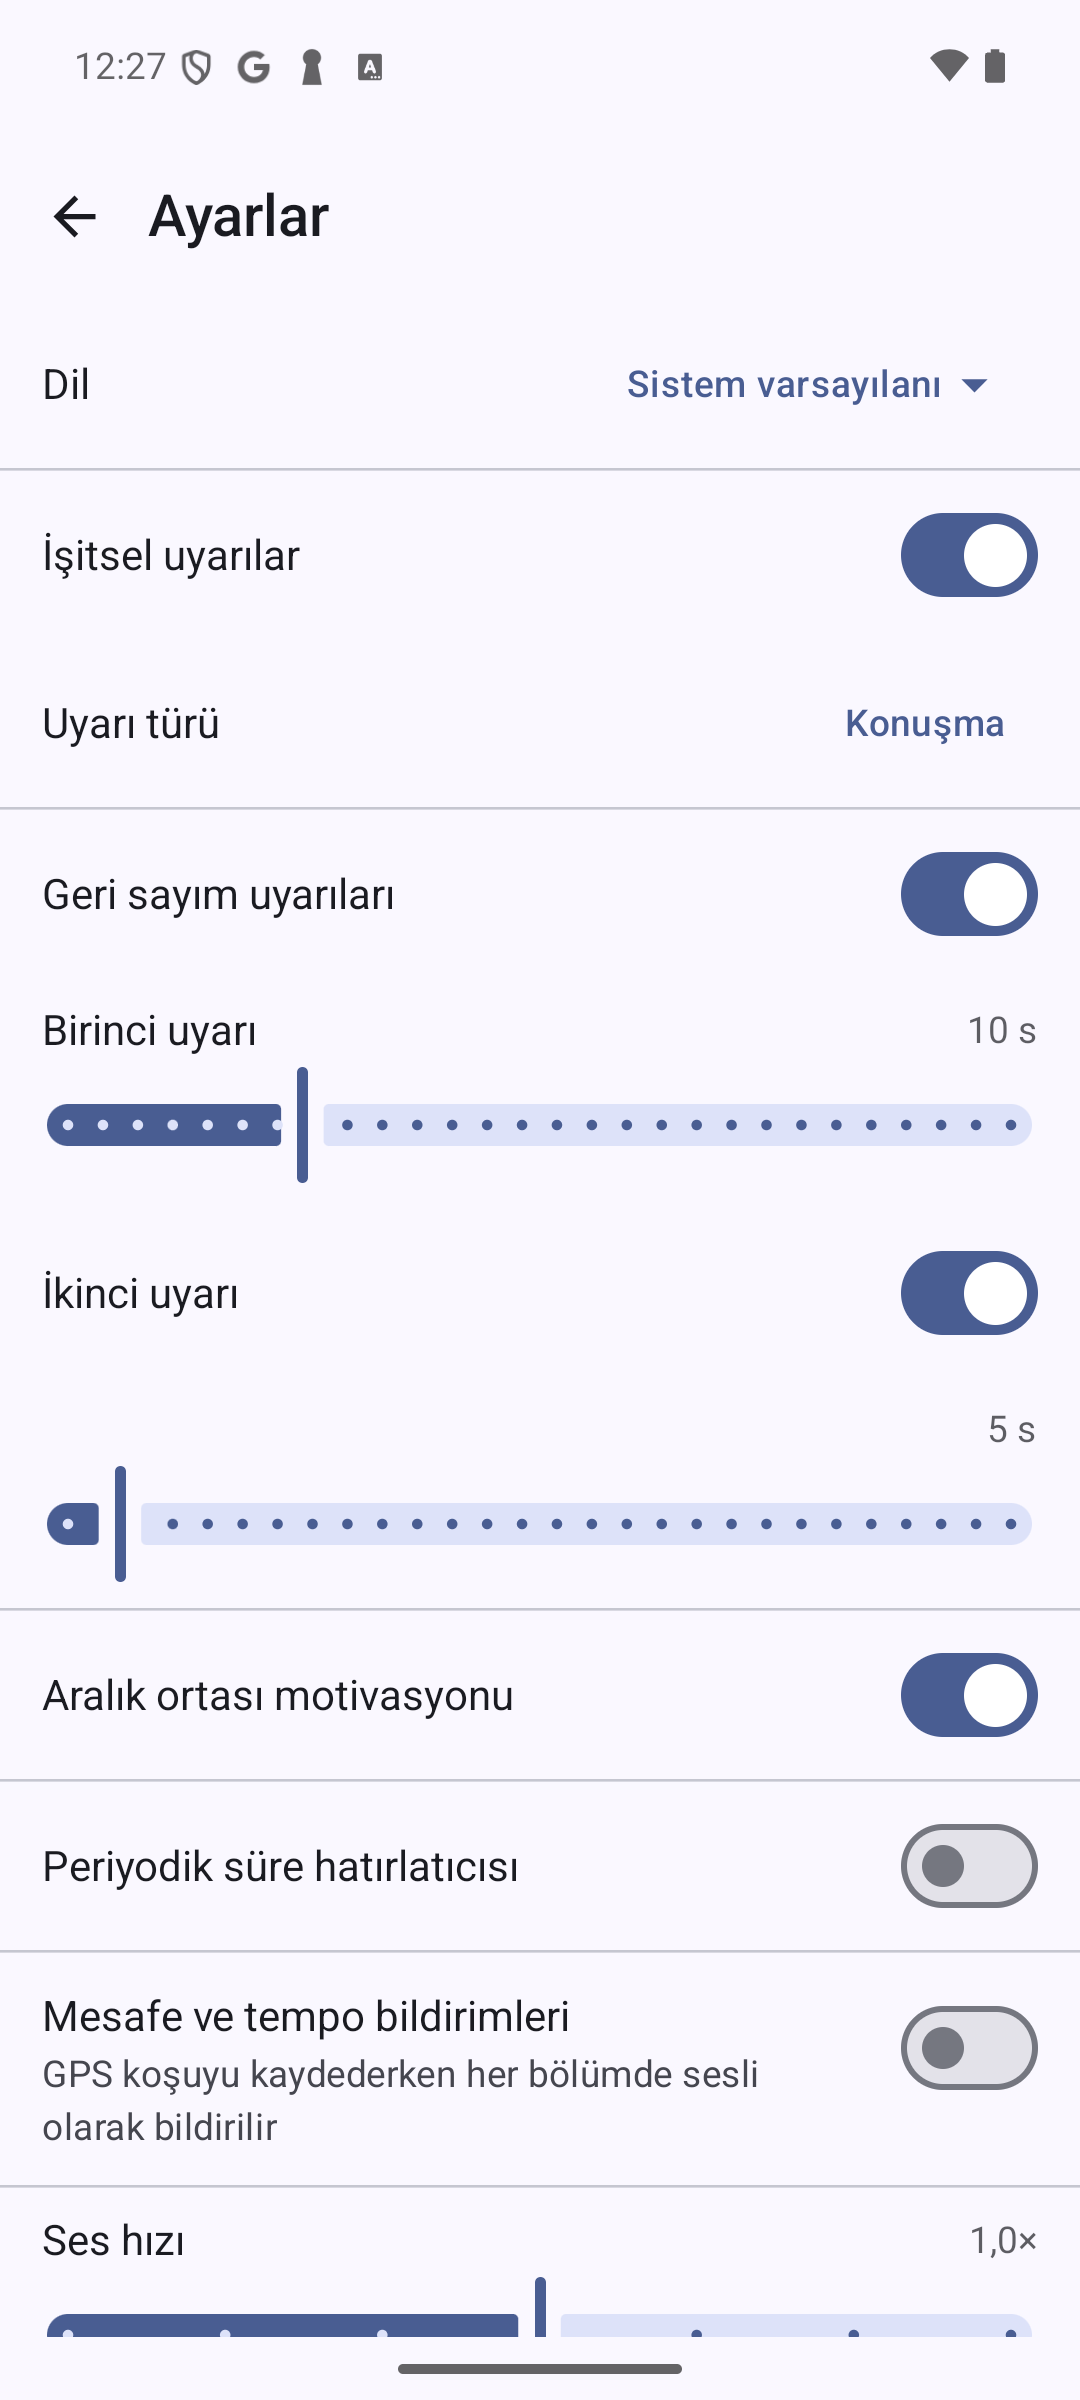 12:27
Ayarlar
Dil
Sistem varsayılanı
İşitsel uyarılar
Uyarı türü
Konuşma
Geri sayım uyarıları
Birinci uyarı
10 s
İkinci uyarı
5 s
Aralık ortası motivasyonu
Periyodik süre hatırlatıcısı
Mesafe ve tempo bildirimleri
GPS koşuyu kaydederken her bölümde sesli
olarak bildirilir
Ses hızı
1,0×